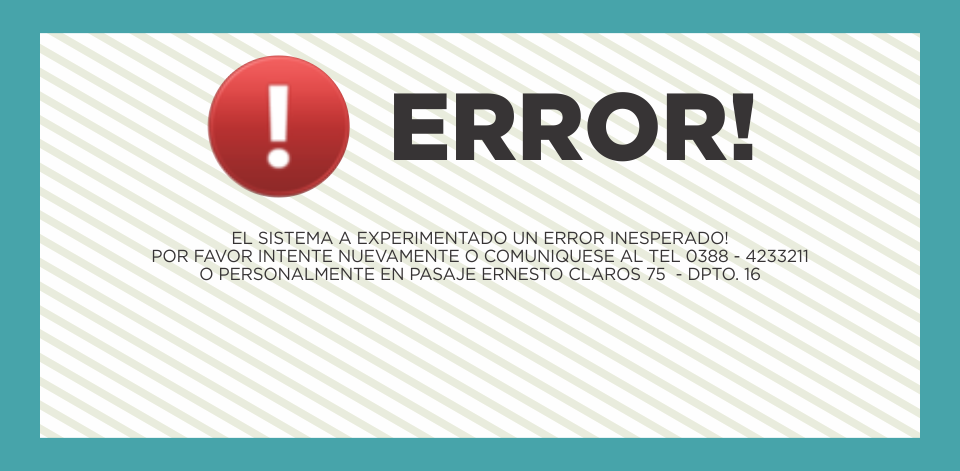 ERROR!
EL SISTEMA A EXPERIMENTADO UN ERROR INESPERADO!
POR FAVOR INTENTE NUEVAMENTE O COMUNIQUESE AL TEL 0388 - 4233211
O PERSONALMENTE EN PASAJE ERNESTO CLAROS 75 - DPTO. 16